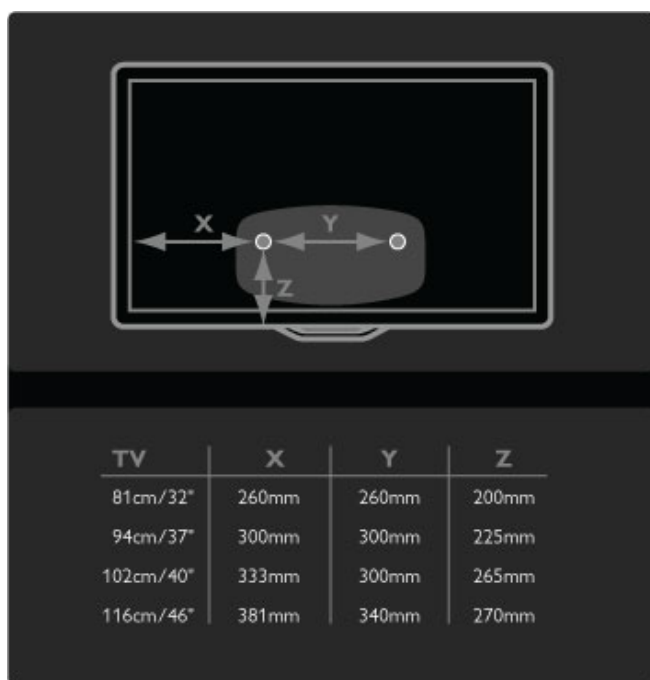 X Y
Z
TV X Y Z
81cm/32" 260mm 260mm 200mm
94cm/37" 300mm 300mm 225mm
102cm/40" 333mm 300mm 265mm
116cm/46" 381mm 340mm 270mm